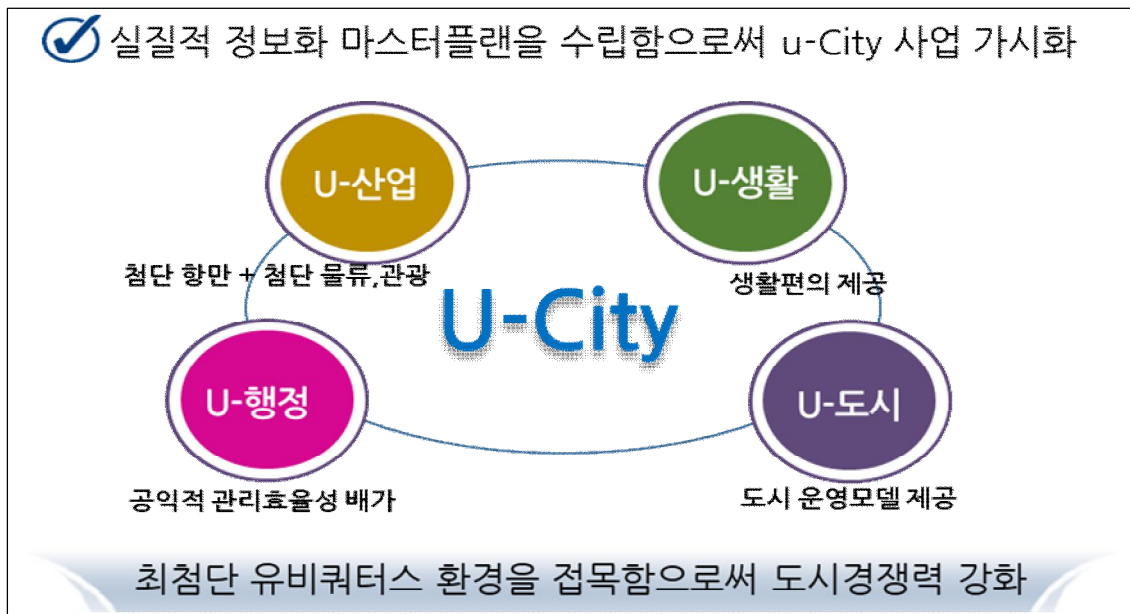 실질적 정보화 마스터플랜을 수립함으로써 u-City 사업 가시화
U-산업
U-생활
첨단 항만 + 첨단 물류,관광
생활편의 제공
U-City
U-행정
U-도시
공익적 관리효율성 배가
도시 운영모델 제공
최첨단 유비쿼터스 환경을 접목함으로써 도시경쟁력 강화